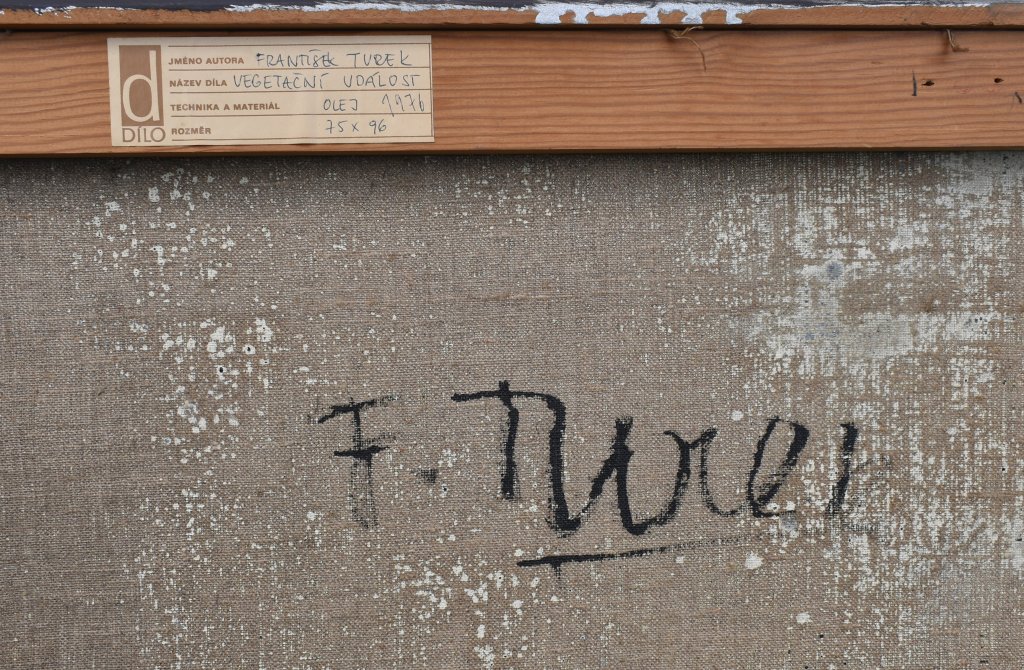 d
DÍLO
JMÉNO AUTORA FRANTIŠEK TUREK
NÁZEV DÍLA VEGETAČNÍ UDÁLOST
TECHNIKA A MATERIÁL OLEJ 1976
ROZMĚR 75 x 96
F. Turek